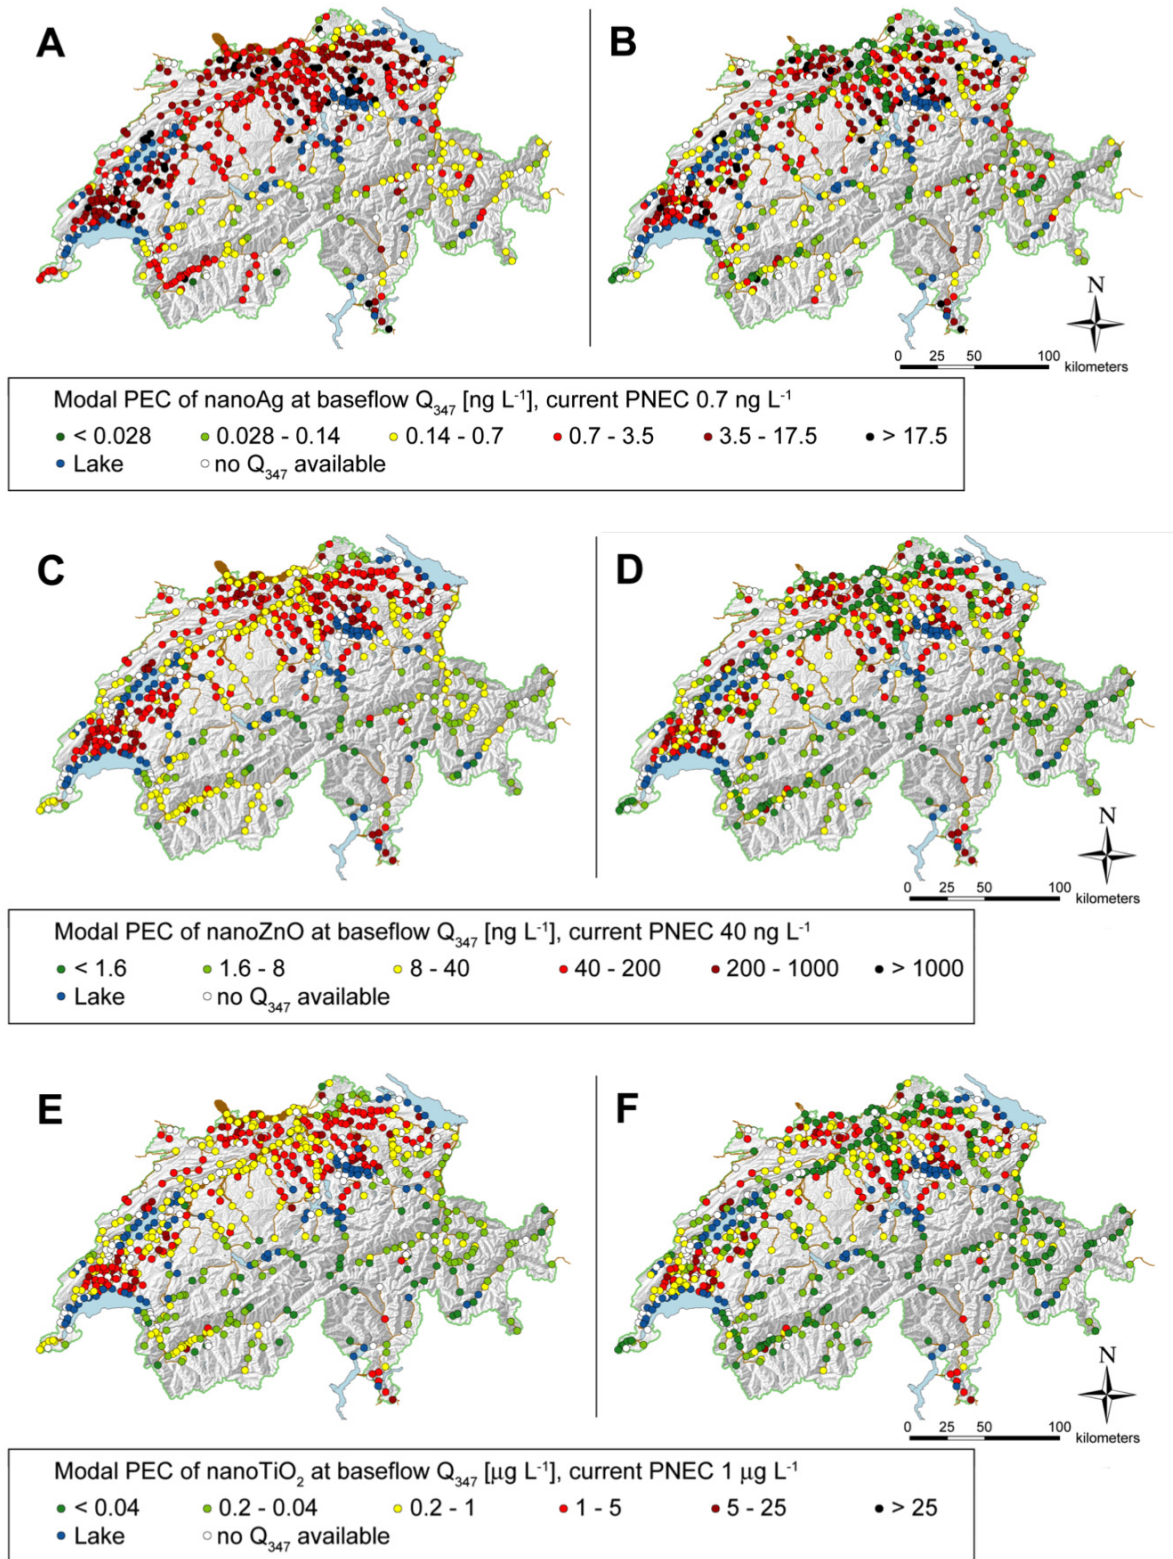 A
B
N
0 25 50 100
kilometers
Modal PEC of nanoAg at baseflow Q347 [ng L-1], current PNEC 0.7 ng L-1
< 0.028 0.028 - 0.14 0.14 - 0.7 0.7 - 3.5 3.5 - 17.5 > 17.5
Lake no Q347 available
C
D
N
0 25 50 100
kilometers
Modal PEC of nanoZnO at baseflow Q347 [ng L-1], current PNEC 40 ng L-1
< 1.6 1.6 - 8 8 - 40 40 - 200 200 - 1000 > 1000
Lake no Q347 available
E
F
N
0 25 50 100
kilometers
Modal PEC of nanoTiO2 at baseflow Q347 [µg L-1], current PNEC 1 µg L-1
< 0.04 0.2 - 0.04 0.2 - 1 1 - 5 5 - 25 > 25
Lake no Q347 available